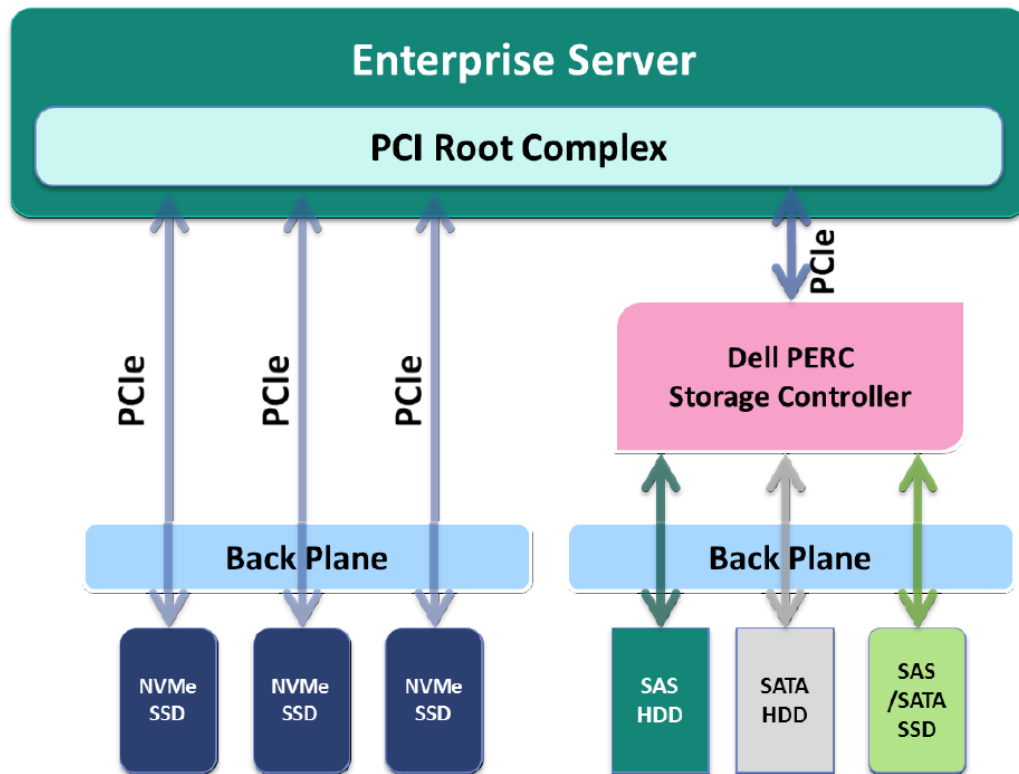 Enterprise Server
PCI Root Complex
PCIe
PCIe
PCIe
PCIe
Dell PERC
Storage Controller
Back Plane
Back Plane
NVMe
SSD
NVMe
SSD
NVMe
SSD
SAS
HDD
SATA
HDD
SAS
/SATA
SSD